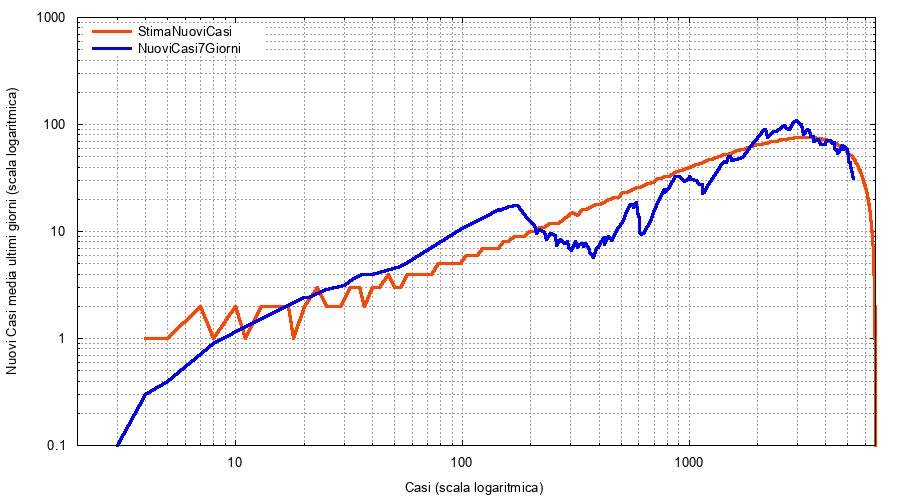 1000
StimaNuoviCasi
NuoviCasi7Giorni
100
10
1
0.1
10
100
1000
Nuovi Casi media ultimi giorni (scala logaritmica)
Casi (scala logaritmica)